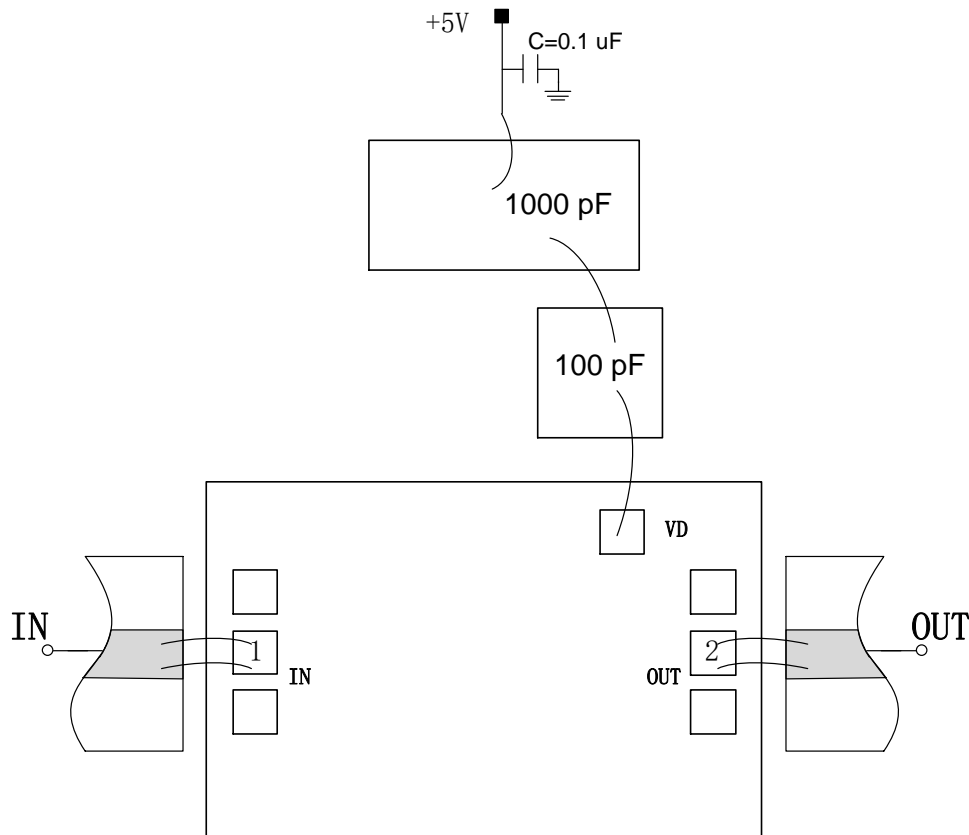 +5V
C=0.1 uF
1000 pF
100 pF
VD
IN
1
IN
2
OUT
OUT